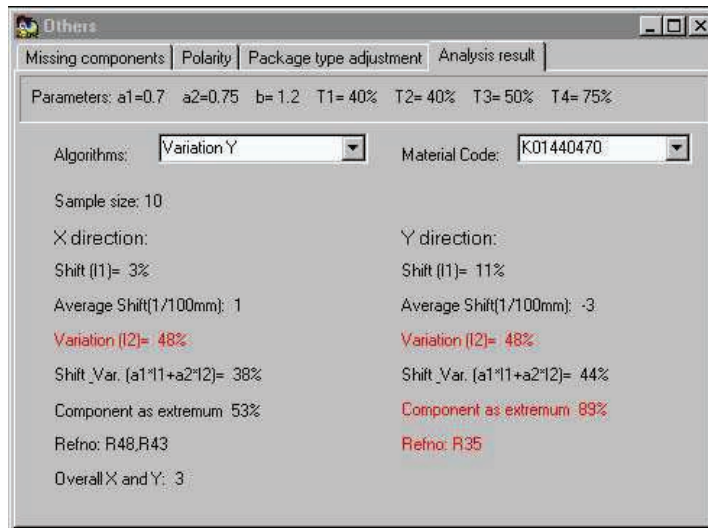 Others
Missing components Polarity Package type adjustment Analysis result
Parameters: a1=0.7 a2=0.75 b= 1.2 T1= 40% T2= 40% T3= 50% T4= 75%
Algorithms: Variation Y Material Code: K01440470
Sample size: 10
X direction: Y direction:
Shift (I1)= 3% Shift (I1)= 11%
Average Shift(1/100mm): 1 Average Shift(1/100mm): -3
Variation (I2)= 48% Variation (I2)= 48%
Shift_Var. (a1*I1+a2*I2)= 38% Shift_Var. (a1*I1+a2*I2)= 44%
Component as extremum 53% Component as extremum 89%
Refno: R48,R43 Refno: R35
Overall X and Y: 3